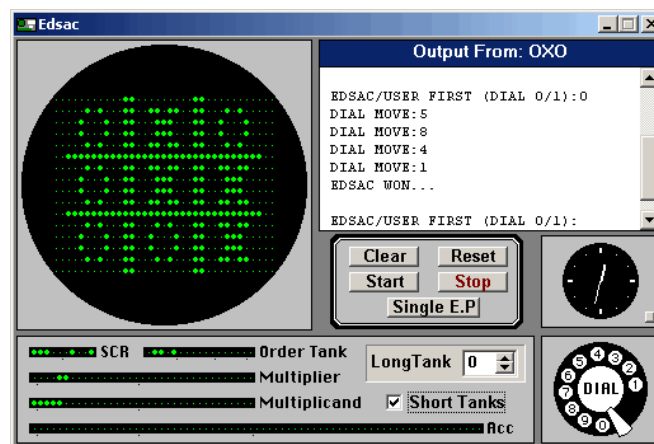 Edsac
Output From: OXO
EDSAC/USER FIRST (DIAL 0/1):0
DIAL MOVE:5
DIAL MOVE:8
DIAL MOVE:4
DIAL MOVE:1
EDSAC WON...
EDSAC/USER FIRST (DIAL 0/1):
Clear Reset
Start Stop
Single E.P
SCR Order Tank
Multiplier
Multiplicand
Acc
LongTank 0
Short Tanks
1 2 3 4 5 6 7 8 9 0
DIAL